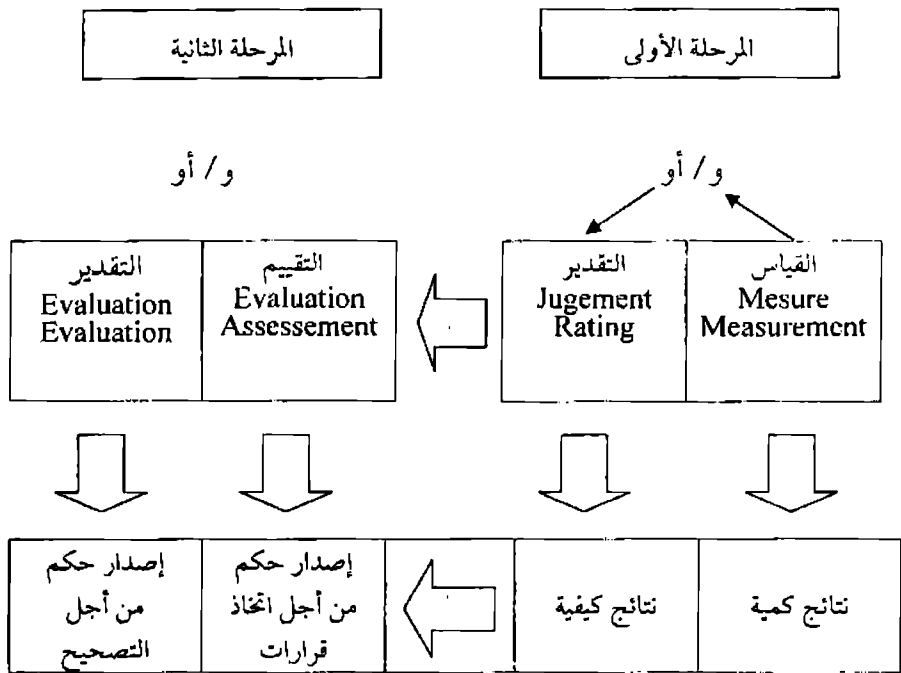 المرحلة الأولى
المرحلة الثانية
و / أو
و / أو
القياس
Mesure
Measurement
التقدير
Jugement
Rating
التقييم
Evaluation
Assessement
التقدير
Evaluation
Evaluation
نتائج كمية
نتائج كيفية
إصدار حكم
من أجل اتخاذ
قرارات
إصدار حكم
من أجل
التصحيح